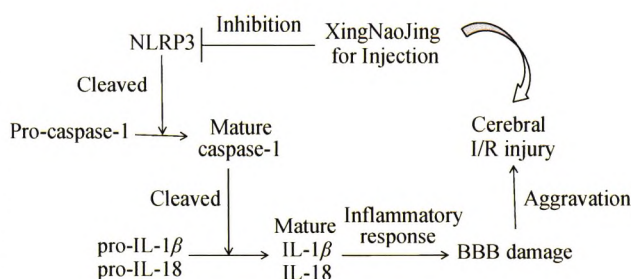 Inhibition
NLRP3
XingNaoJing
for Injection
Cleaved
Pro-caspase-1
Mature
caspase-1
Cerebral
I/R injury
Cleaved
Aggravation
pro-IL-1β
pro-IL-18
Mature
IL-1β
IL-18
Inflammatory
response
BBB damage